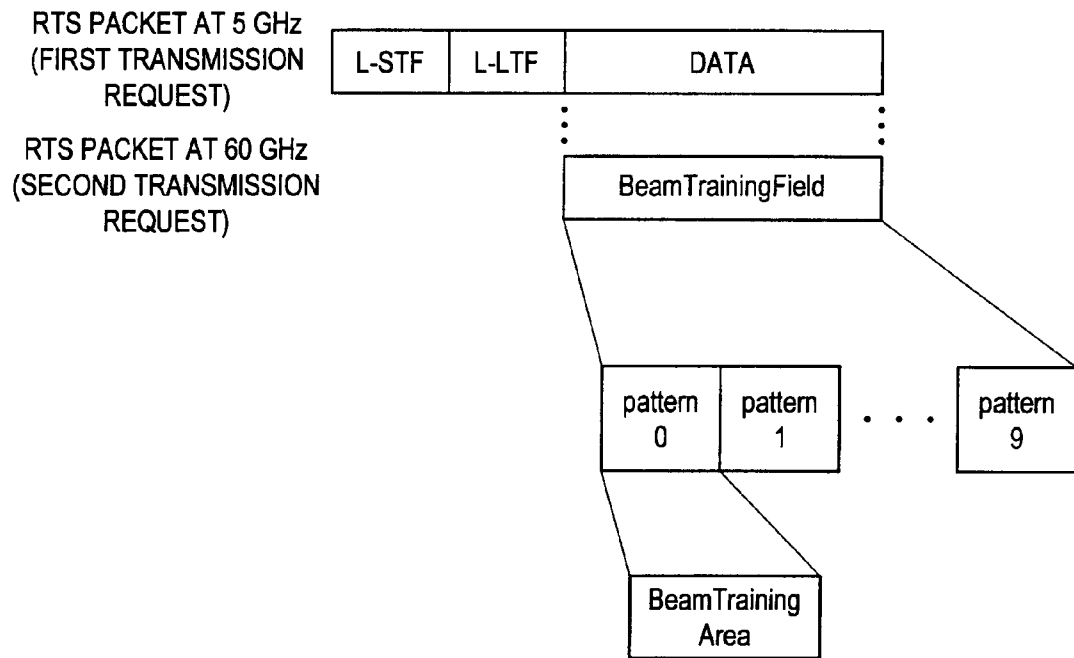 RTS PACKET AT 5 GHz
(FIRST TRANSMISSION
REQUEST)
L-STF
L-LTF
DATA
RTS PACKET AT 60 GHz
(SECOND TRANSMISSION
REQUEST)
BeamTrainingField
pattern
0
pattern
1
pattern
9
BeamTraining
Area